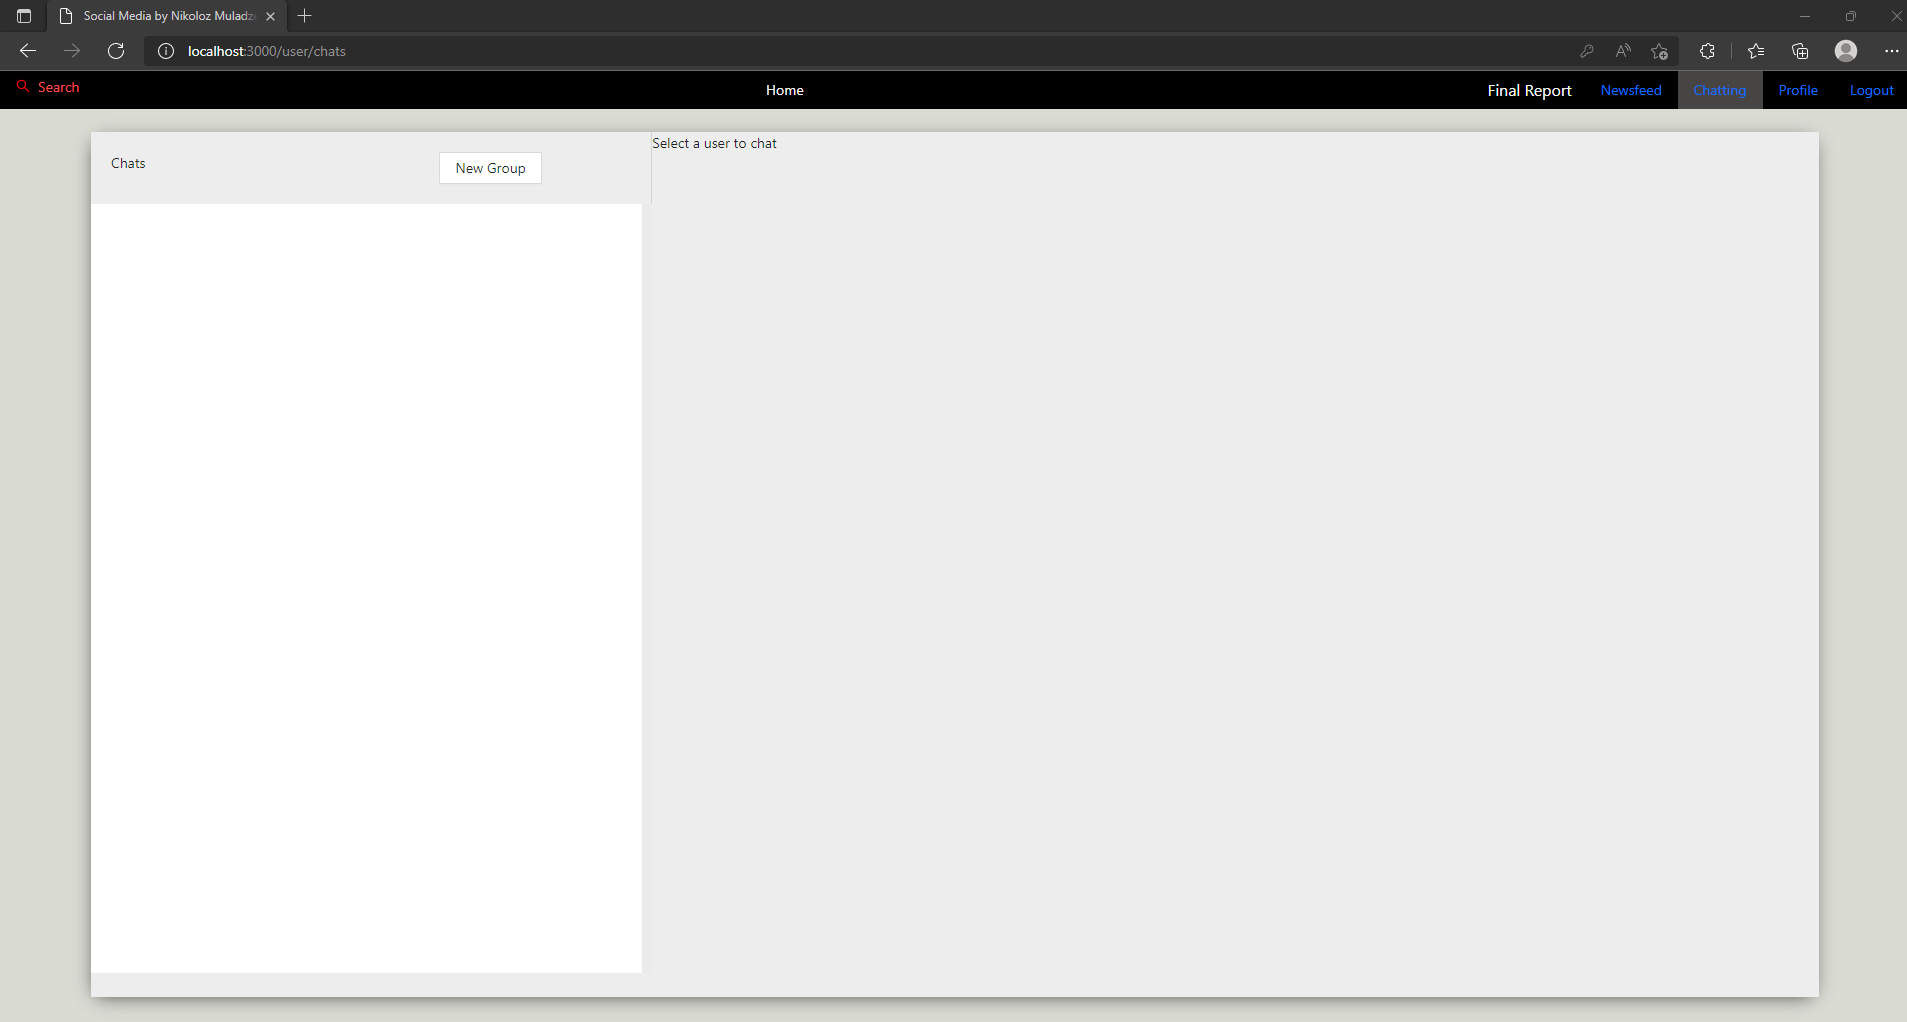 Social Media by Nikoloz Muladze
localhost:3000/user/chats
Search
Home
Final Report
Newsfeed
Chatting
Profile
Logout
Chats
New Group
Select a user to chat